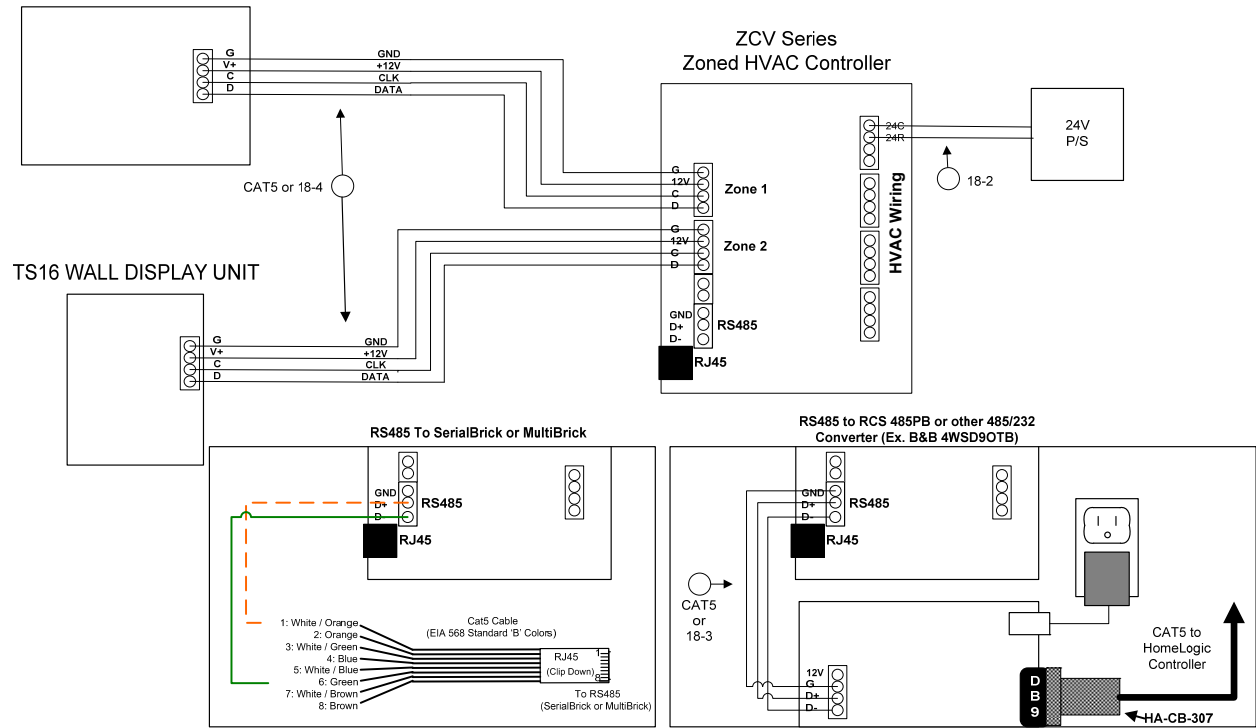 ZCV Series
Zoned HVAC Controller
G
V+
C
D
GND
+12V
CLK
DATA
CAT5 or 18-4
G
12V
C
D
Zone 1
G
12V
C
D
Zone 2
GND
D+
D-
RS485
RJ45
24C
24R
HVAC Wiring
24V
P/S
18-2
TS16 WALL DISPLAY UNIT
G
V+
C
D
GND
+12V
CLK
DATA
RS485 To SerialBrick or MultiBrick
GND
D+
D-
RS485
RJ45
1: White / Orange
2: Orange
3: White / Green
4: Blue
5: White / Blue
6: Green
7: White / Brown
8: Brown
Cat5 Cable
(EIA 568 Standard 'B' Colors)
RJ45
(Clip Down)
1
8
To RS485
(SerialBrick or MultiBrick)
RS485 to RCS 485PB or other 485/232
Converter (Ex. B&B 4WSD9OTB)
GND
D+
D-
RS485
RJ45
CAT5
or
18-3
12V
G
D+
D-
DB9
CAT5 to
HomeLogic
Controller
HA-CB-307